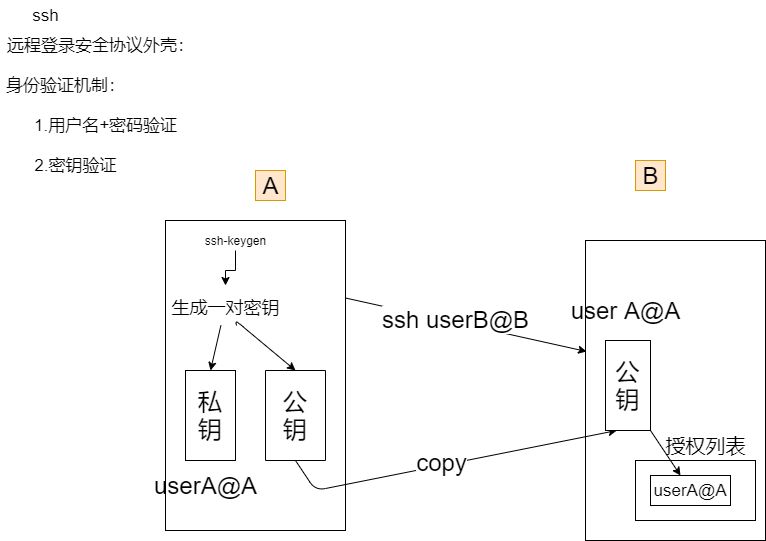 ssh
远程登录安全协议外壳：
身份验证机制：
1.用户名+密码验证
2.密钥验证
A
B
ssh-keygen
生成一对密钥
ssh userB@B
user A@A
私
钥
公
钥
公
钥
userA@A
copy
授权列表
userA@A